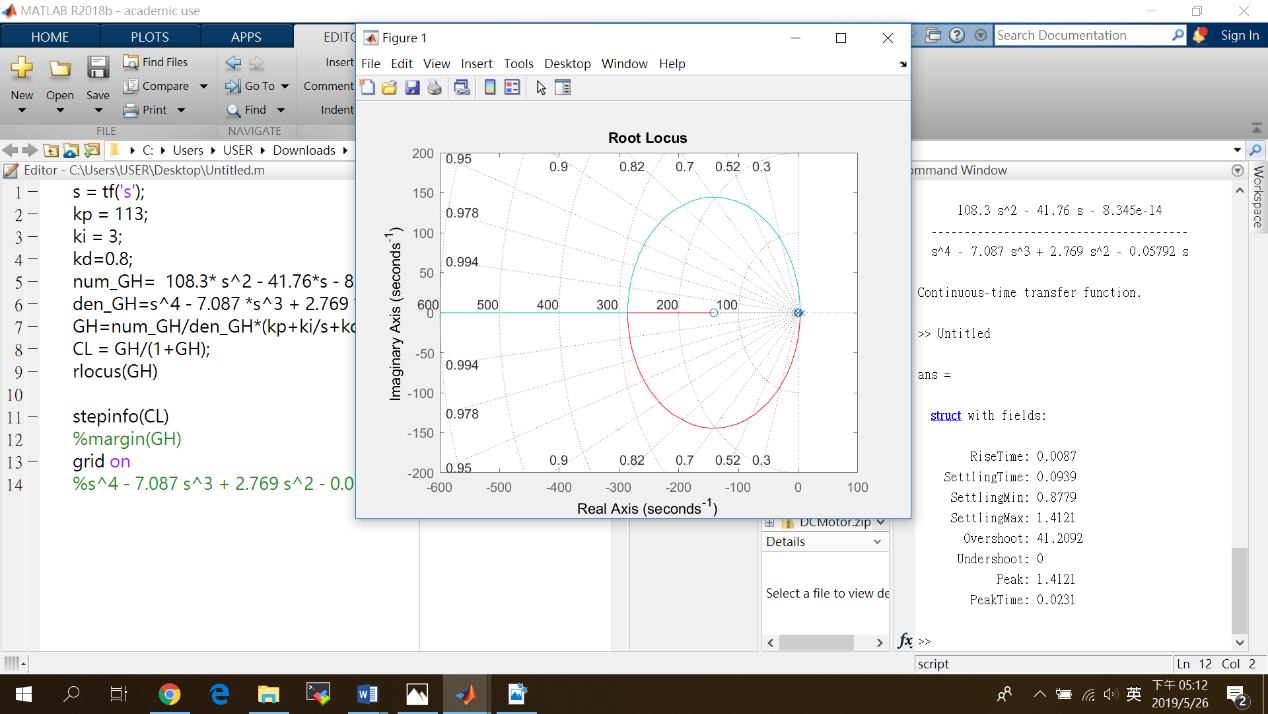 MATLAB R2018b - academic use
HOME PLOTS APPS EDITO
Search Documentation
Sign In
New Open Save
Find Files
Compare
Print
Go To
Find
Insert
Comment
Indent
FILE NAVIGATE
C: Users USER Downloads
Editor - C:\Users\USER\Desktop\Untitled.m
1 s = tf('s');
2 kp = 113;
3 ki = 3;
4 kd=0.8;
5 num_GH= 108.3* s^2 - 41.76*s - 8
6 den_GH=s^4 - 7.087 *s^3 + 2.769
7 GH=num_GH/den_GH*(kp+ki/s+kd
8 CL = GH/(1+GH);
9 rlocus(GH)
10
11 stepinfo(CL)
12 %margin(GH)
13 grid on
14 %s^4 - 7.087 s^3 + 2.769 s^2 - 0.0
Figure 1
File Edit View Insert Tools Desktop Window Help
Root Locus
Imaginary Axis (seconds-1)
200
150
100
50
0
-50
-100
-150
-200
0.95 0.9 0.82 0.7 0.52 0.3
0.978
0.994
600 500 400 300 200 100
0.994
0.978
0.95 0.9 0.82 0.7 0.52 0.3
-600 -500 -400 -300 -200 -100 0 100
Real Axis (seconds-1)
DCMotor.zip
Details
Select a file to view de
mmand Window
Workspace
108.3 s^2 - 41.76 s - 8.345e-14
-----------------------------------
s^4 - 7.087 s^3 + 2.769 s^2 - 0.05792 s
Continuous-time transfer function.
>> Untitled
ans =
struct with fields:
RiseTime: 0.0087
SettlingTime: 0.0939
SettlingMin: 0.8779
SettlingMax: 1.4121
Overshoot: 41.2092
Undershoot: 0
Peak: 1.4121
PeakTime: 0.0231
fx >>
script
Ln 12 Col 2
英
下午 05:12
2019/5/26
2